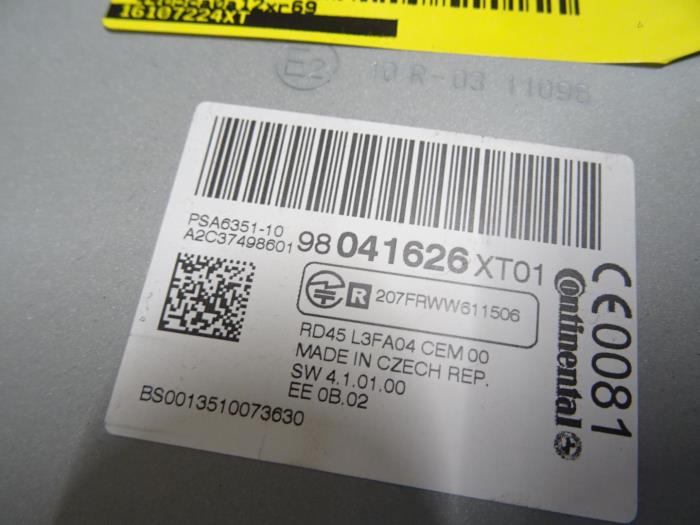 16107224XT
E2
10 R-03 11096
PSA6351-10
A2C37498601
98 041626 XT01
R 207FRWW611506
RD45 L3FA04 CEM 00
MADE IN CZECH REP.
SW 4.1.01.00
EE 0B.02
BS0013510073630
CE0081
Continental